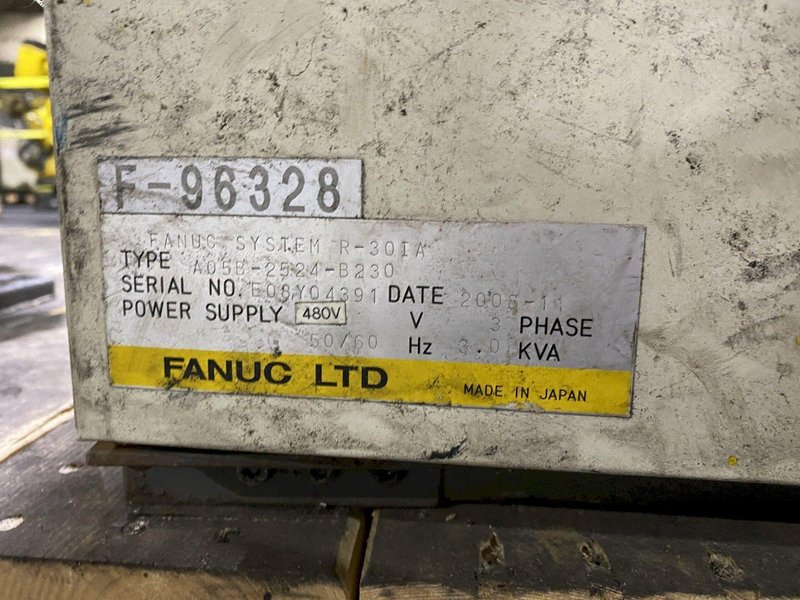 F-96328
FANUC SYSTEM R-30IA
TYPE A05B-2524-B230
SERIAL NO. E08Y04391 DATE 2008-11
POWER SUPPLY 480V V 3 PHASE
50/60 Hz 3.0 KVA
FANUC LTD MADE IN JAPAN